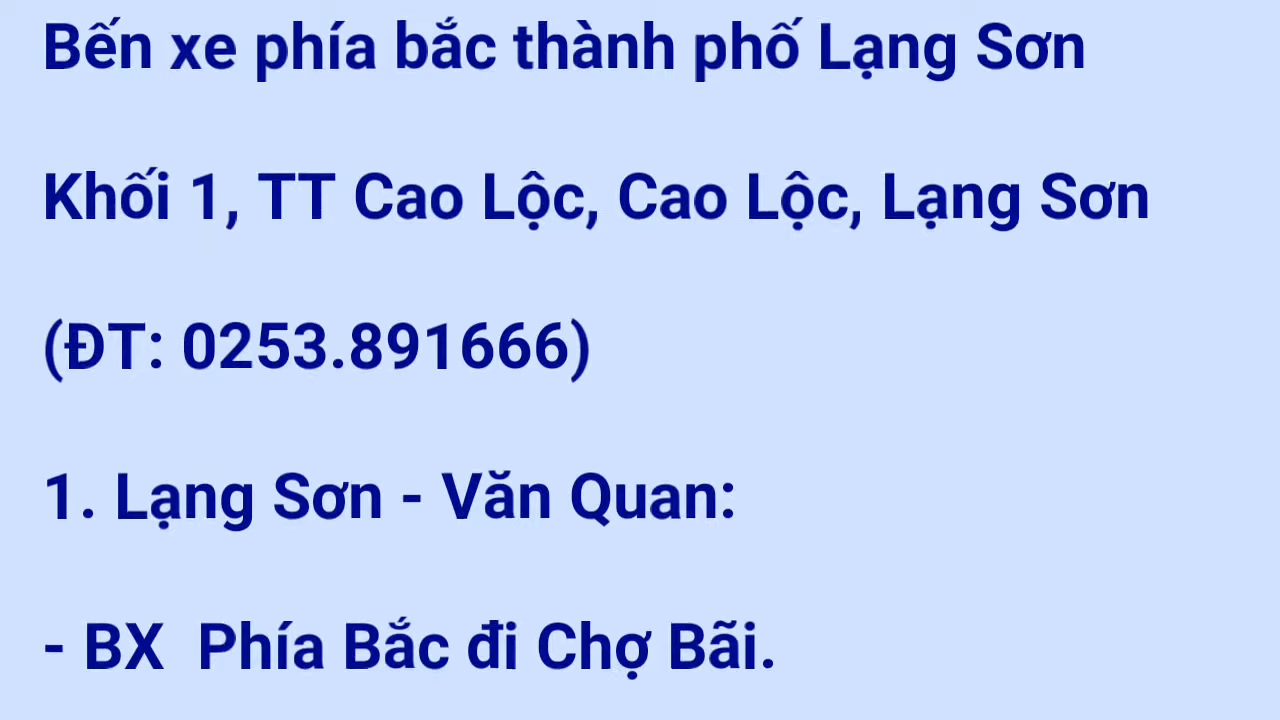 Bến xe phía bắc thành phố Lạng Sơn
Khối 1, TT Cao Lộc, Cao Lộc, Lạng Sơn
(ĐT: 0253.891666)
1. Lạng Sơn - Văn Quan:
- BX  Phía Bắc đi Chợ Bãi.